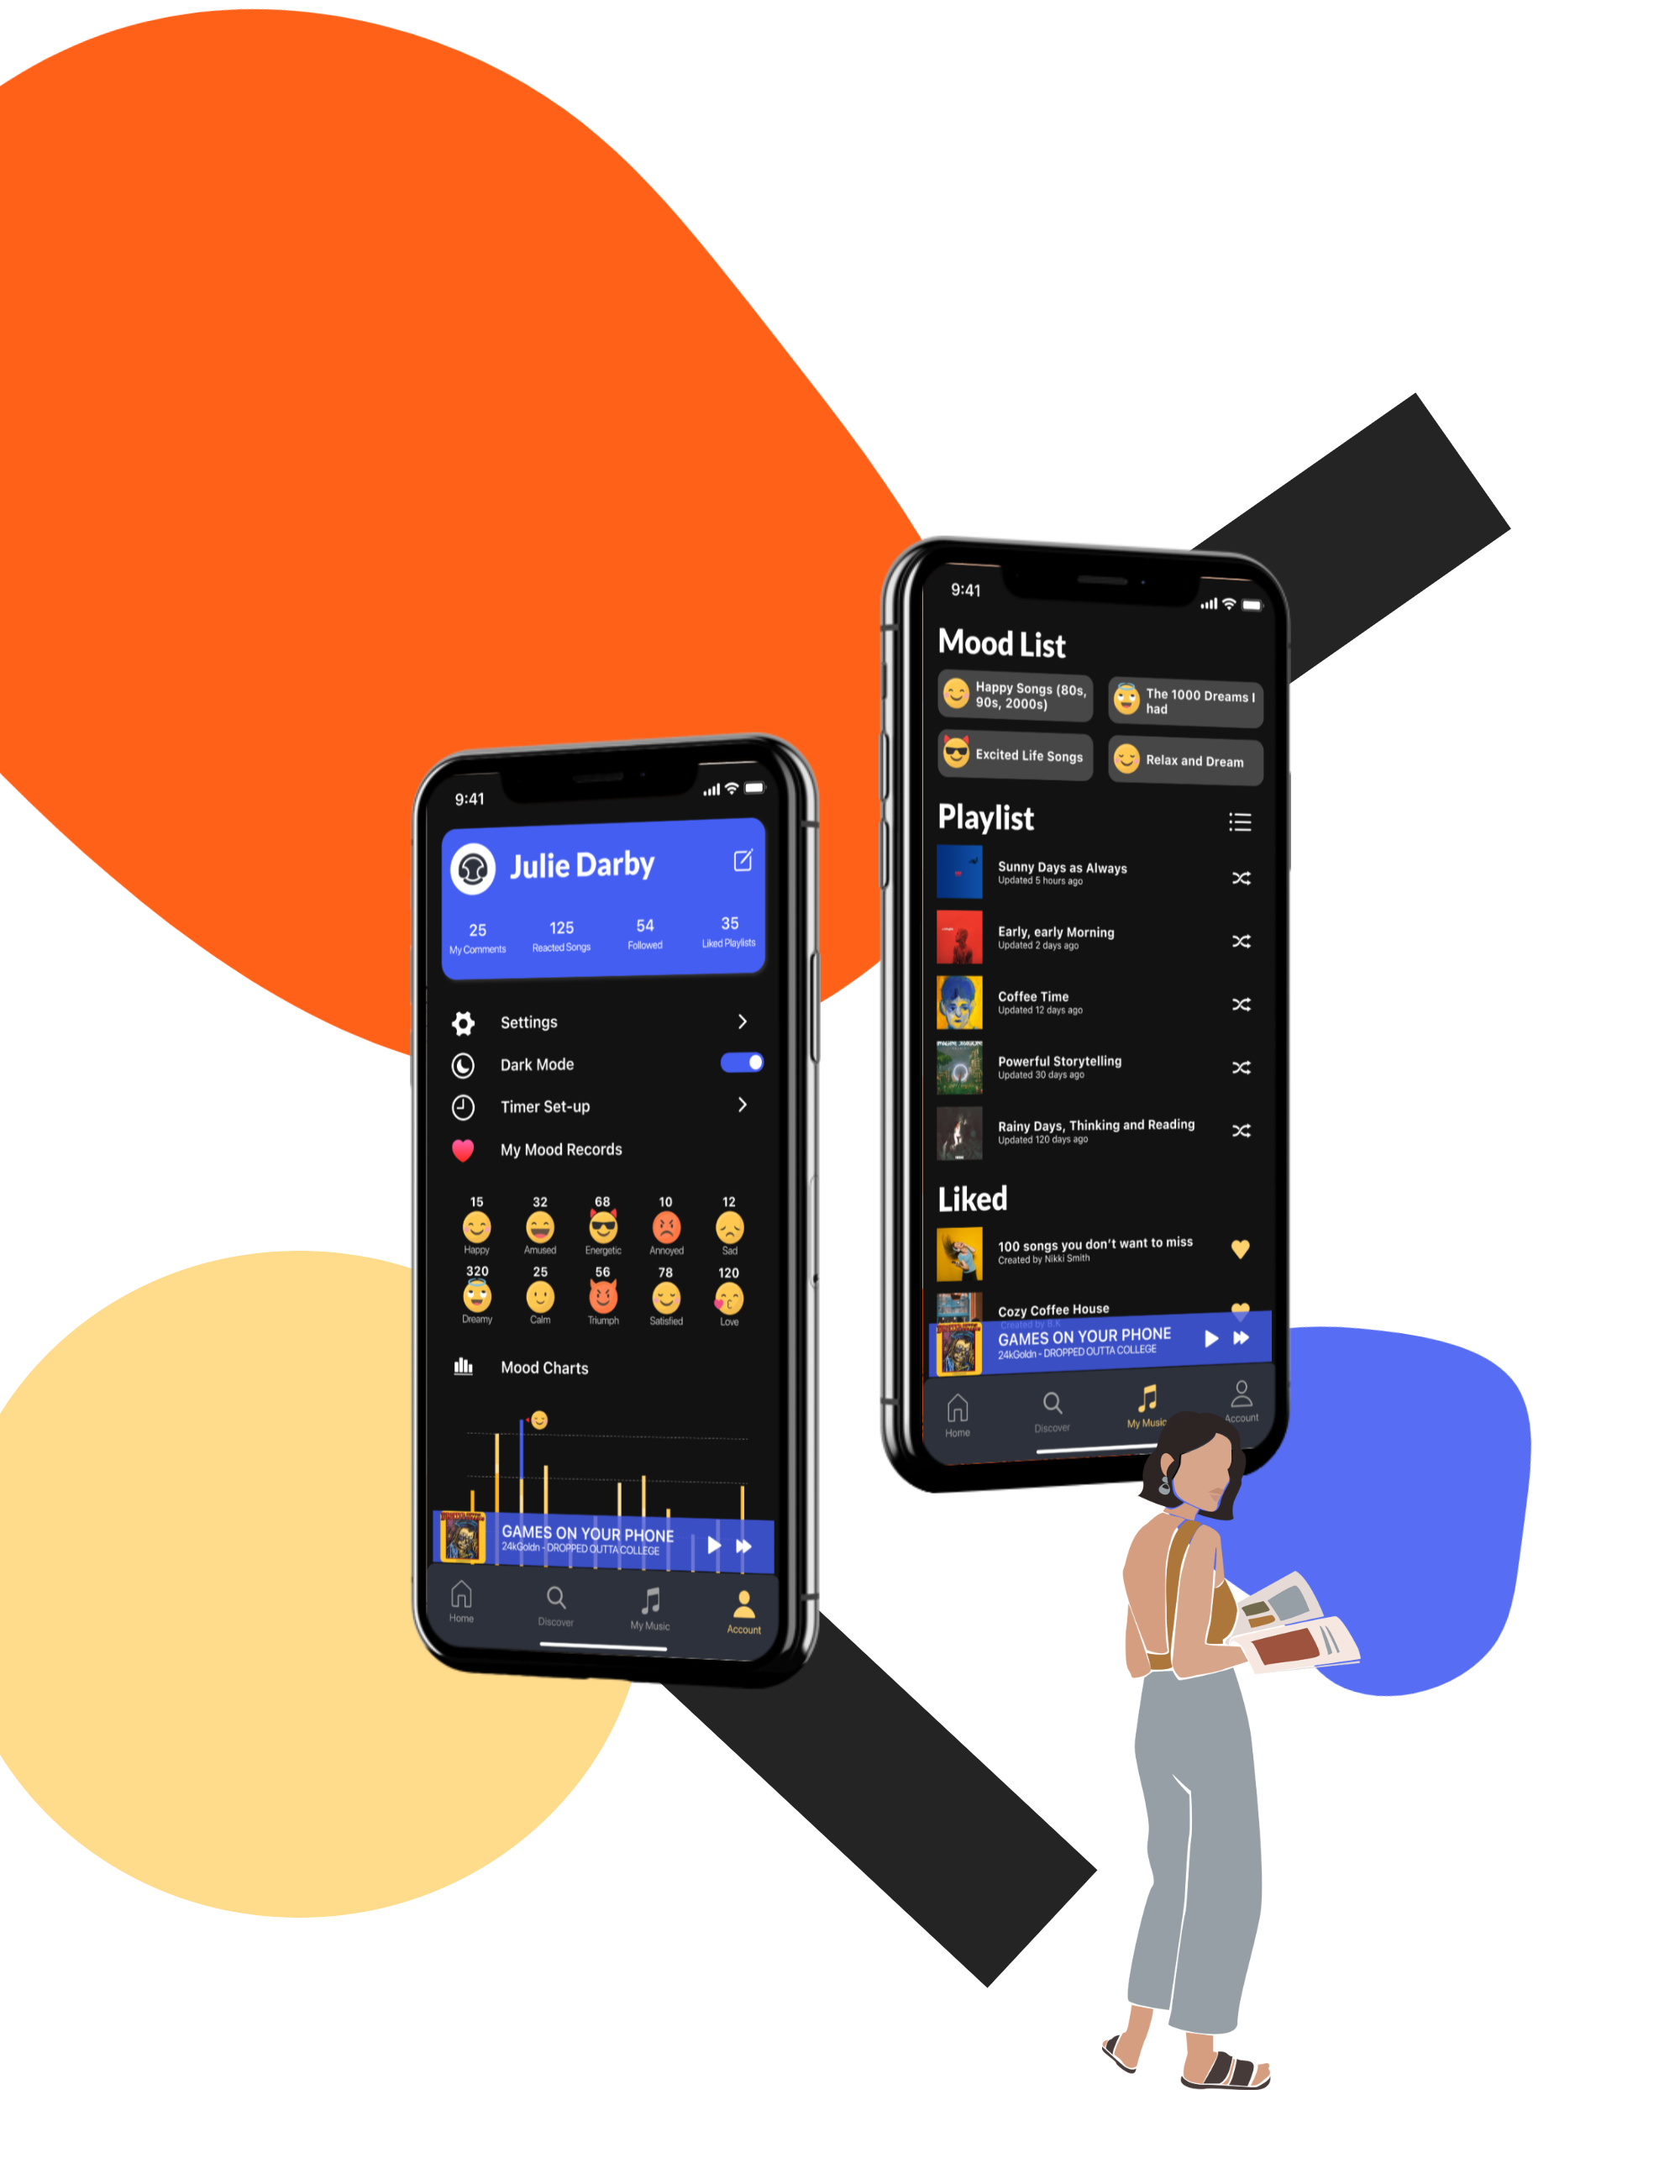 9:41
Julie Darby
25
125
54
35
My Comments
Reacted Songs
Followed
Liked Playlists
Settings
Dark Mode
Timer Set-up
My Mood Records
15
32
68
10
12
Happy
Amused
Energetic
Annoyed
Sad
320
25
56
78
120
Dreamy
Calm
Triumph
Satisfied
Love
Mood Charts
GAMES ON YOUR PHONE
24kGoldn - DROPPED OUTTA COLLEGE
Home
Discover
My Music
Account
9:41
Mood List
Happy Songs (80s,
90s, 2000s)
The 1000 Dreams I
had
Excited Life Songs
Relax and Dream
Playlist
Sunny Days as Always
Updated 5 hours ago
Early, early Morning
Updated 2 days ago
Coffee Time
Updated 12 days ago
Powerful Storytelling
Updated 30 days ago
Rainy Days, Thinking and Reading
Updated 120 days ago
Liked
100 songs you don't want to miss
Created by Nikki Smith
Cozy Coffee House
Created by B.K
GAMES ON YOUR PHONE
24kGoldn - DROPPED OUTTA COLLEGE
Home
Discover
My Music
Account